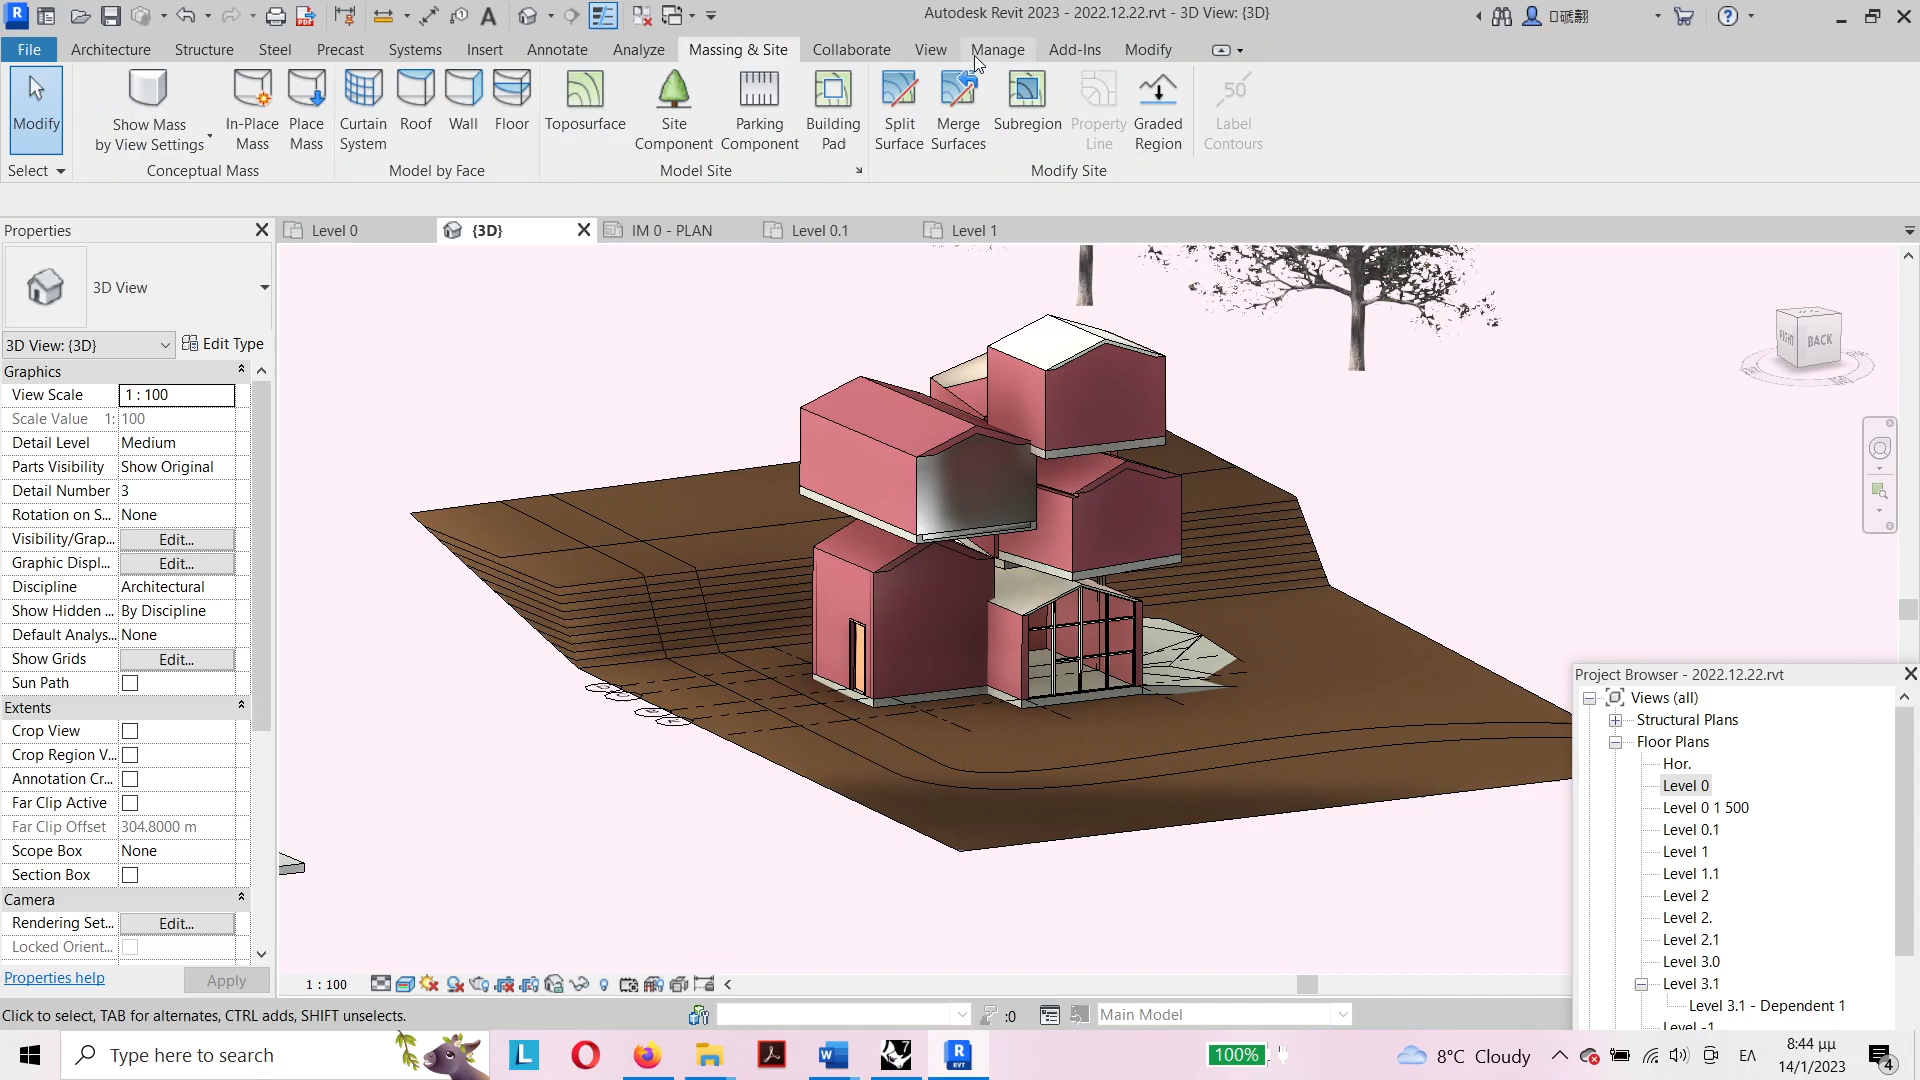 Autodesk Revit 2023 - 2022.12.22.rvt - 3D View: {3D}
File Architecture Structure Steel Precast Systems Insert Annotate Analyze Massing & Site Collaborate View Manage Add-Ins Modify
Modify
Show Mass
by View Settings
In-Place
Mass
Place
Mass
Curtain
System
Roof
Wall
Floor
Toposurface
Site
Component
Parking
Component
Building
Pad
Split
Surface
Merge
Surfaces
Subregion
Property
Line
Graded
Region
50
Label
Contours
Select
Conceptual Mass
Model by Face
Model Site
Modify Site
Properties
Level 0
{3D}
IM 0 - PLAN
Level 0.1
Level 1
3D View
3D View: {3D}
Edit Type
Graphics
View Scale 1 : 100
Scale Value 1: 100
Detail Level Medium
Parts Visibility Show Original
Detail Number 3
Rotation on S... None
Visibility/Grap... Edit...
Graphic Displ... Edit...
Discipline Architectural
Show Hidden ... By Discipline
Default Analys... None
Show Grids Edit...
Sun Path
Extents
Crop View
Crop Region V...
Annotation Cr...
Far Clip Active
Far Clip Offset 304.8000 m
Scope Box None
Section Box
Camera
Rendering Set... Edit...
Locked Orient...
Properties help
Apply
RIGHT
BACK
Project Browser - 2022.12.22.rvt
Views (all)
Structural Plans
Floor Plans
Hor.
Level 0
Level 0 1 500
Level 0.1
Level 1
Level 1.1
Level 2
Level 2.
Level 2.1
Level 3.0
Level 3.1
Level 3.1 - Dependent 1
Level -1
1 : 100
Click to select, TAB for alternates, CTRL adds, SHIFT unselects.
:0
Main Model
Type here to search
100%
8°C Cloudy
ΕΛ
8:44 μμ
14/1/2023
4